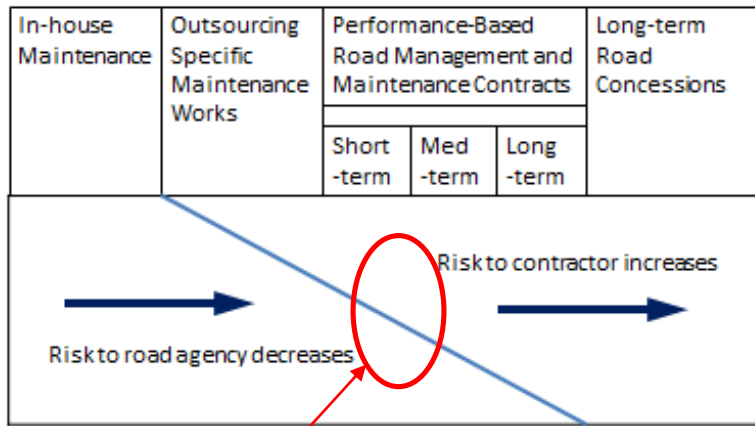 In-house
Maintenance
Outsourcing
Specific
Maintenance
Works
Performance-Based
Road Management and
Maintenance Contracts
Short
-term
Med
-term
Long
-term
Long-term
Road
Concessions
Risk to contractor increases
Risk to road agency decreases